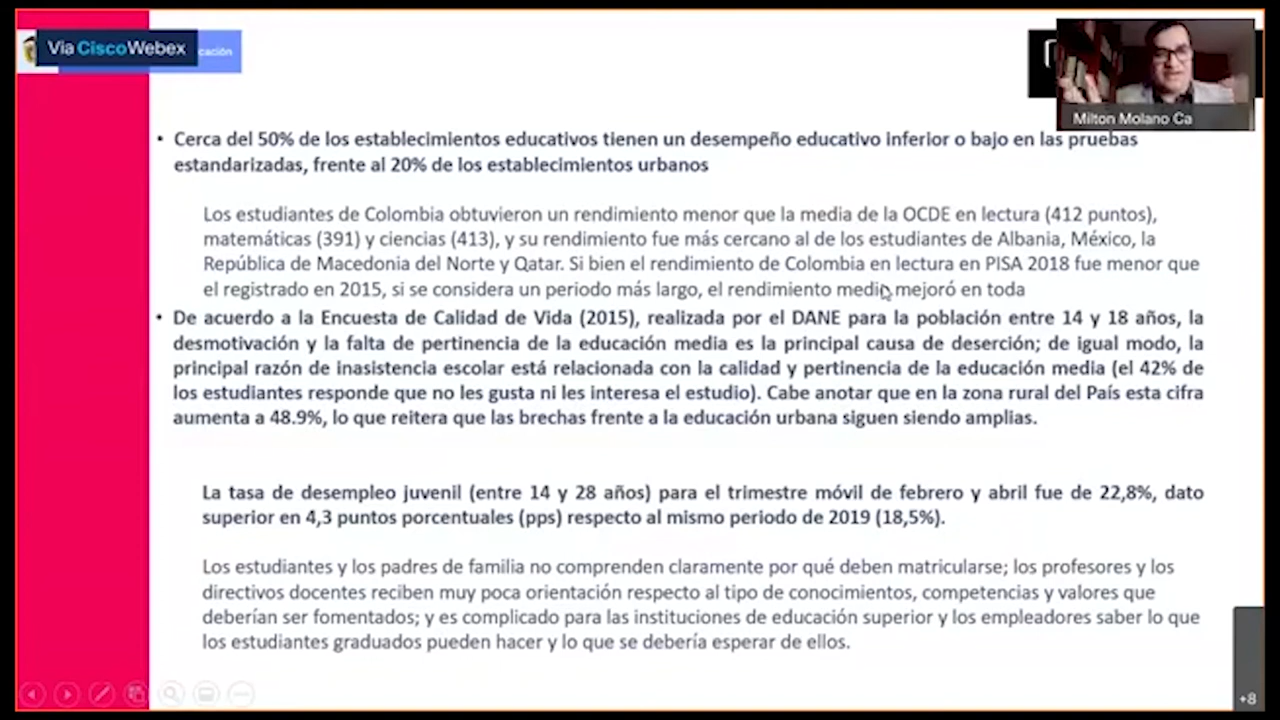 Via CiscoWebex
cación
Milton Molano Ca
• Cerca del 50% de los establecimientos educativos tienen un desempeño educativo inferior o bajo en las pruebas
estandarizadas, frente al 20% de los establecimientos urbanos
Los estudiantes de Colombia obtuvieron un rendimiento menor que la media de la OCDE en lectura (412 puntos),
matemáticas (391) y ciencias (413), y su rendimiento fue más cercano al de los estudiantes de Albania, México, la
República de Macedonia del Norte y Qatar. Si bien el rendimiento de Colombia en lectura en PISA 2018 fue menor que
el registrado en 2015, si se considera un periodo más largo, el rendimiento medio mejoró en toda
• De acuerdo a la Encuesta de Calidad de Vida (2015), realizada por el DANE para la población entre 14 y 18 años, la
desmotivación y la falta de pertinencia de la educación media es la principal causa de deserción; de igual modo, la
principal razón de inasistencia escolar está relacionada con la calidad y pertinencia de la educación media (el 42% de
los estudiantes responde que no les gusta ni les interesa el estudio). Cabe anotar que en la zona rural del País esta cifra
aumenta a 48.9%, lo que reitera que las brechas frente a la educación urbana siguen siendo amplias.
La tasa de desempleo juvenil (entre 14 y 28 años) para el trimestre móvil de febrero y abril fue de 22,8%, dato
superior en 4,3 puntos porcentuales (pps) respecto al mismo periodo de 2019 (18,5%).
Los estudiantes y los padres de familia no comprenden claramente por qué deben matricularse; los profesores y los
directivos docentes reciben muy poca orientación respecto al tipo de conocimientos, competencias y valores que
deberían ser fomentados; y es complicado para las instituciones de educación superior y los empleadores saber lo que
los estudiantes graduados pueden hacer y lo que se debería esperar de ellos.
+8